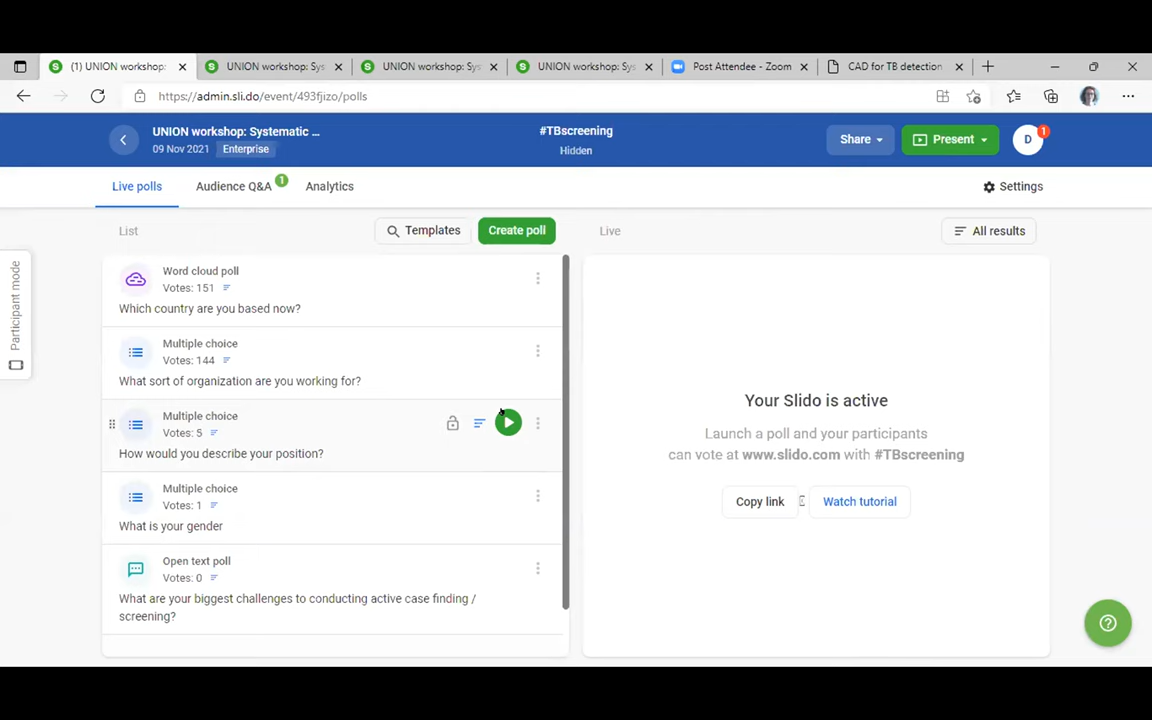 (1) UNION workshop:
UNION workshop: Sys
UNION workshop: Sys
UNION workshop: Sys
Post Attendee - Zoom
CAD for TB detection
https://admin.sli.do/event/493fjizo/polls
UNION workshop: Systematic ...
09 Nov 2021 Enterprise
#TBscreening
Hidden
Share
Present
D
1
Live polls
Audience Q&A
1
Analytics
Settings
List
Templates
Create poll
Live
All results
Participant mode
Word cloud poll
Votes: 151
Which country are you based now?
Multiple choice
Votes: 144
What sort of organization are you working for?
Multiple choice
Votes: 5
How would you describe your position?
Multiple choice
Votes: 1
What is your gender
Open text poll
Votes: 0
What are your biggest challenges to conducting active case finding /
screening?
Your Slido is active
Launch a poll and your participants
can vote at www.slido.com with #TBscreening
Copy link
Watch tutorial